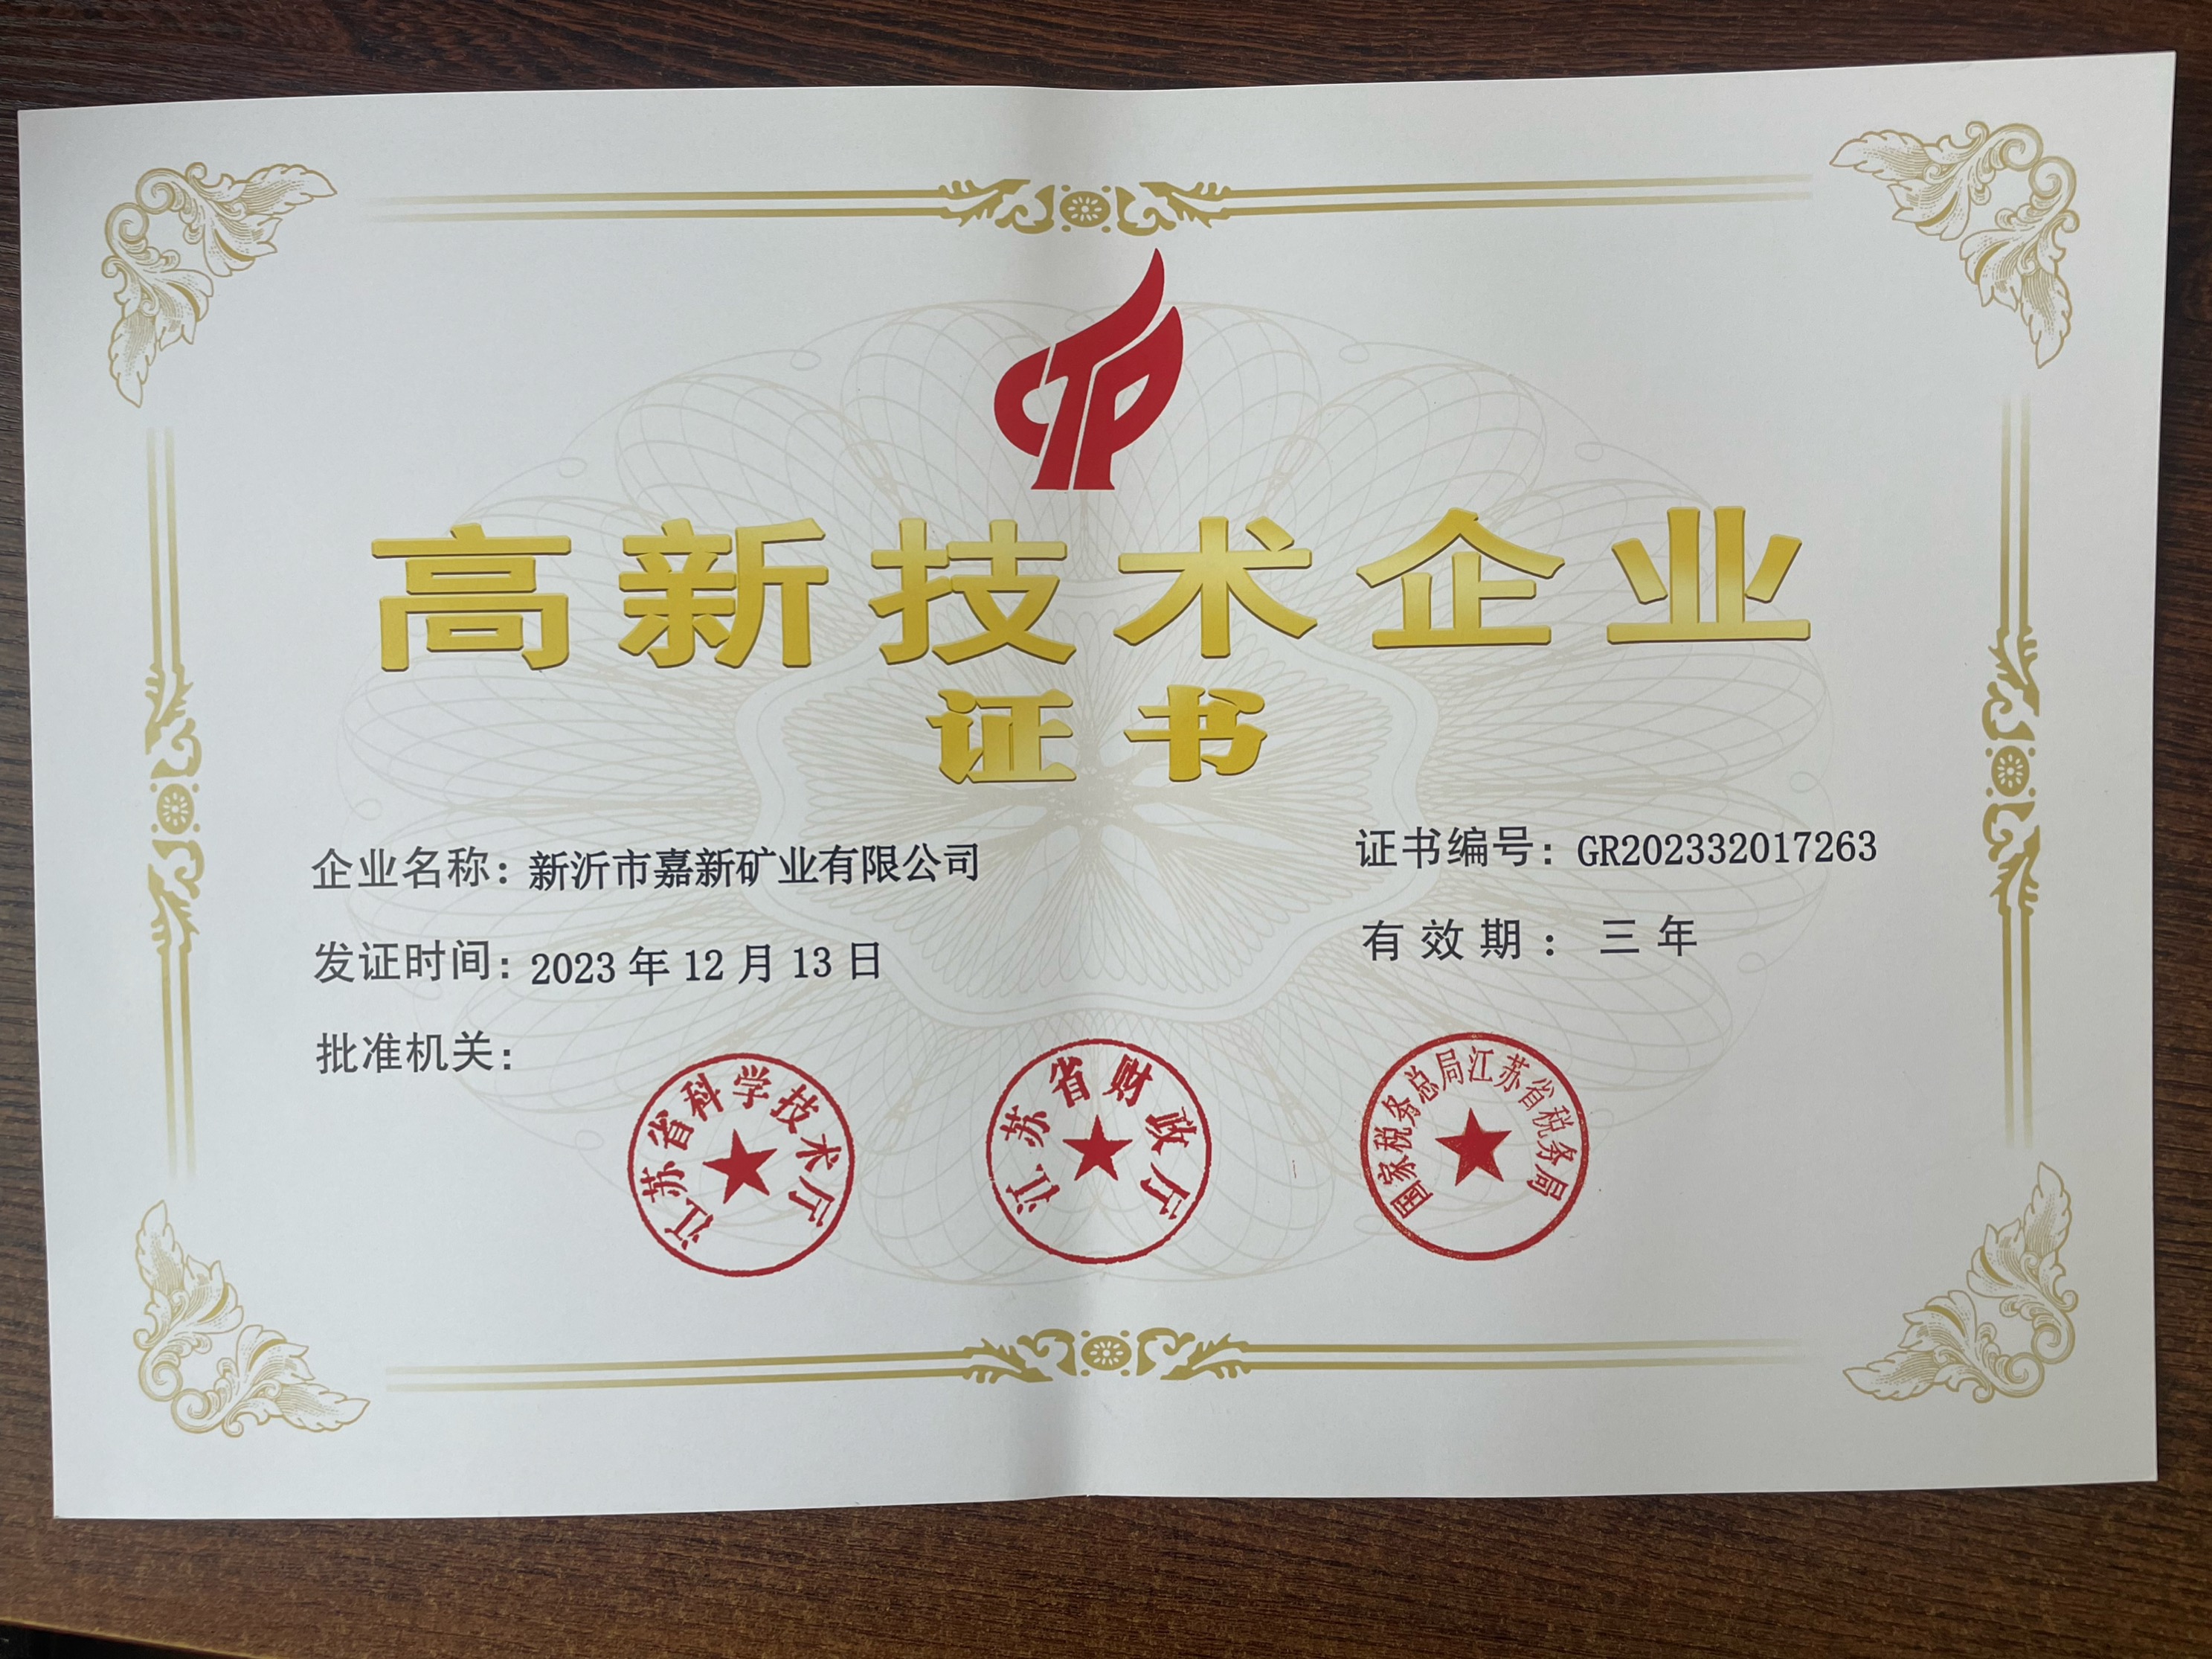 高新技术企业
证书
企业名称：新沂市嘉新矿业有限公司
证书编号：GR202332017263
发证时间：2023年12月13日
有效期：三年
批准机关：
江苏省科学技术厅
江苏省财政厅
国家税务总局江苏省税务局